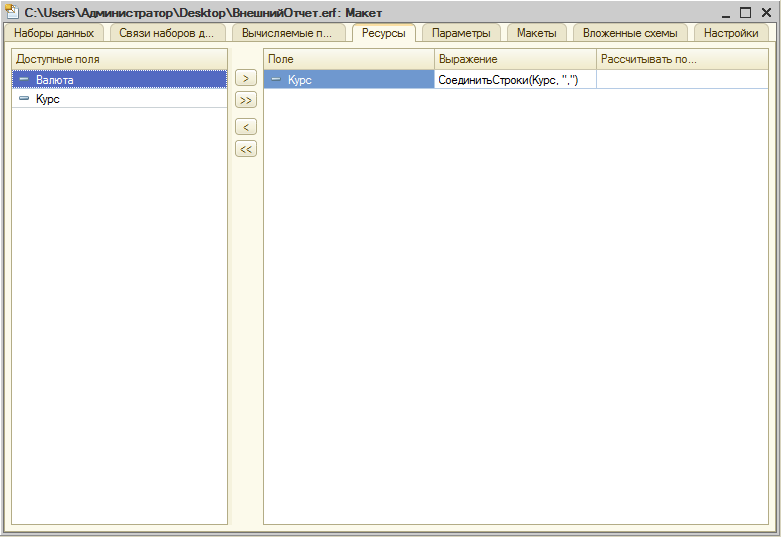 C:\Users\Администратор\Desktop\ВнешнийОтчет.erf: Макет
Наборы данных Связи наборов д... Вычисляемые п... Ресурсы Параметры Макеты Вложенные схемы Настройки
Доступные поля Поле Выражение Рассчитывать по...
Валюта > Курс СоединитьСтроки(Курс, ",")
Курс >>
<
<<